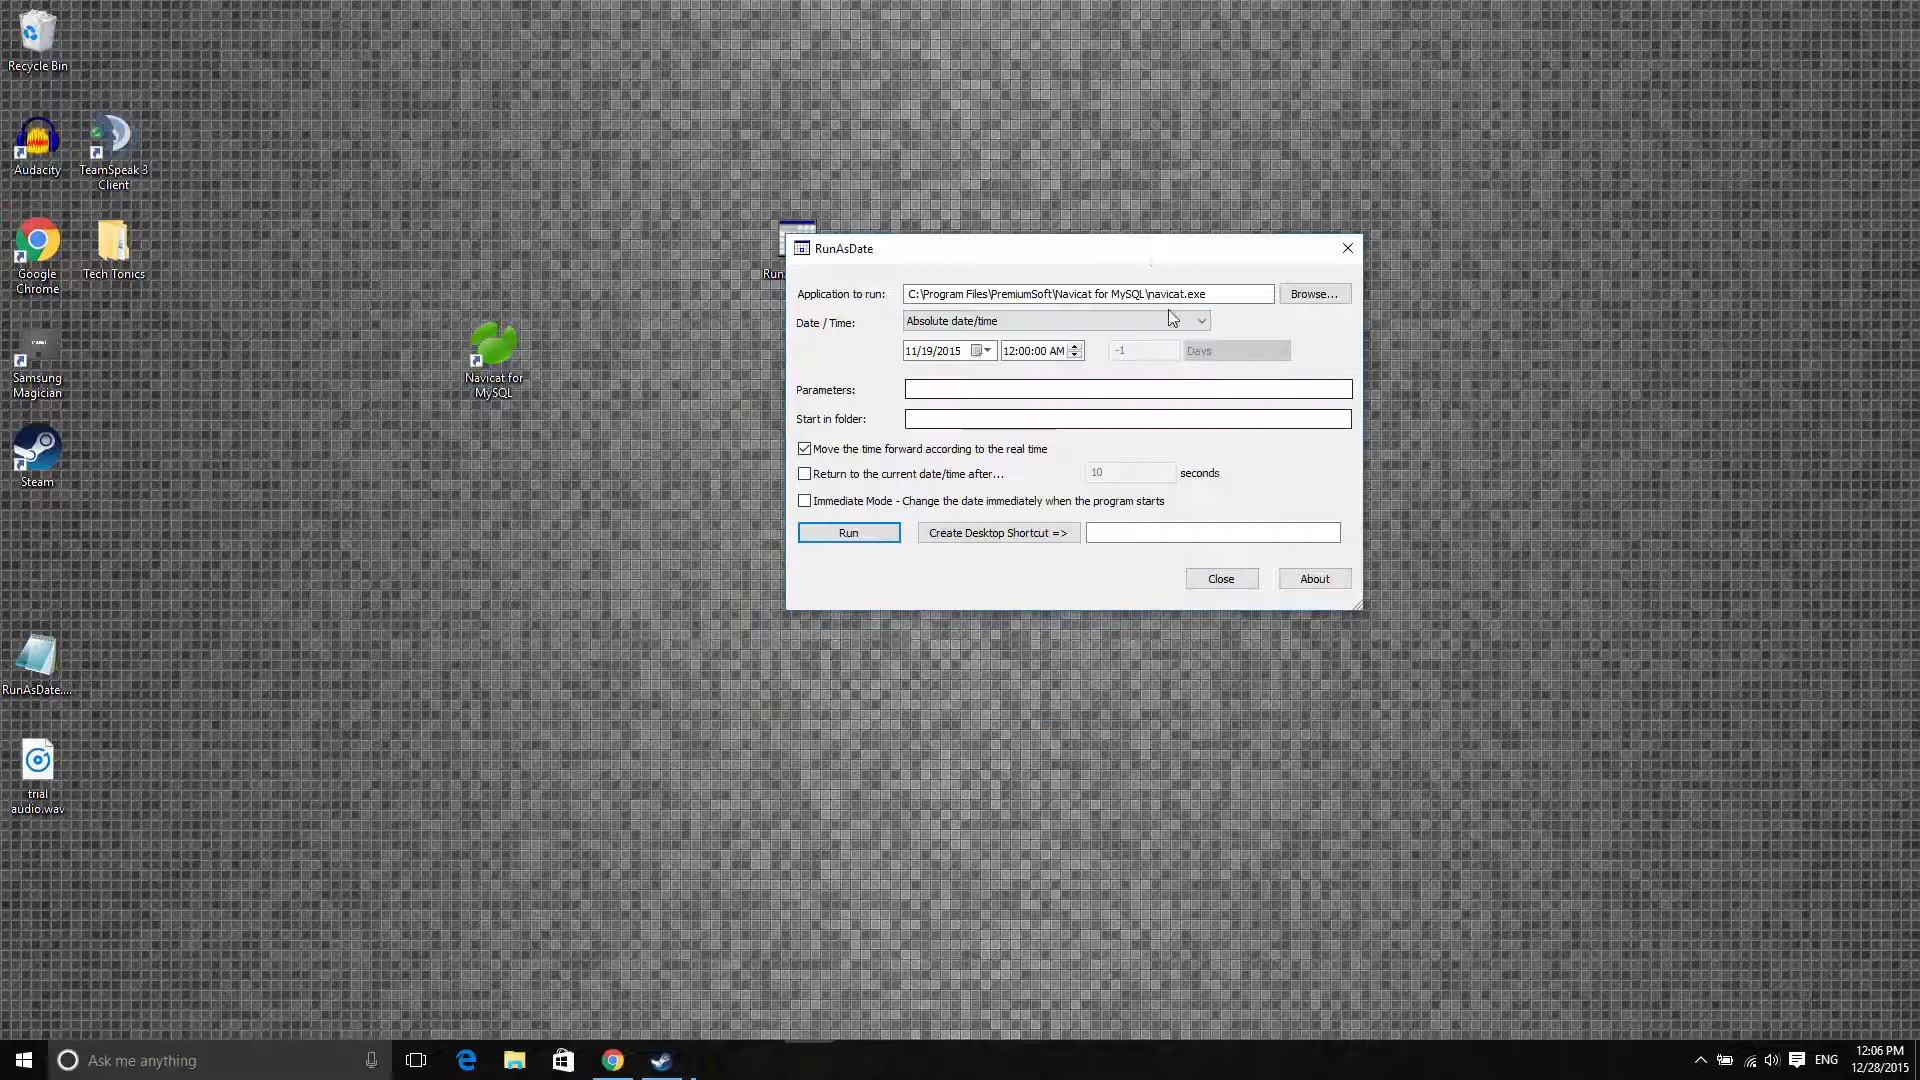 Recycle Bin
Audacity
TeamSpeak 3
Client
Google
Chrome
Tech Tonics
Samsung
Magician
Steam
RunAsDate....
trial
audio.wav
Navicat for
MySQL
RunAsDate
Application to run:
C:\Program Files\PremiumSoft\Navicat for MySQL\navicat.exe
Browse...
Date / Time:
Absolute date/time
11/19/2015
12:00:00 AM
-1
Days
Parameters:
Start in folder:
Move the time forward according to the real time
Return to the current date/time after...
10
seconds
Immediate Mode - Change the date immediately when the program starts
Run
Create Desktop Shortcut =>
Close
About
Ask me anything
ENG
12:06 PM
12/28/2015